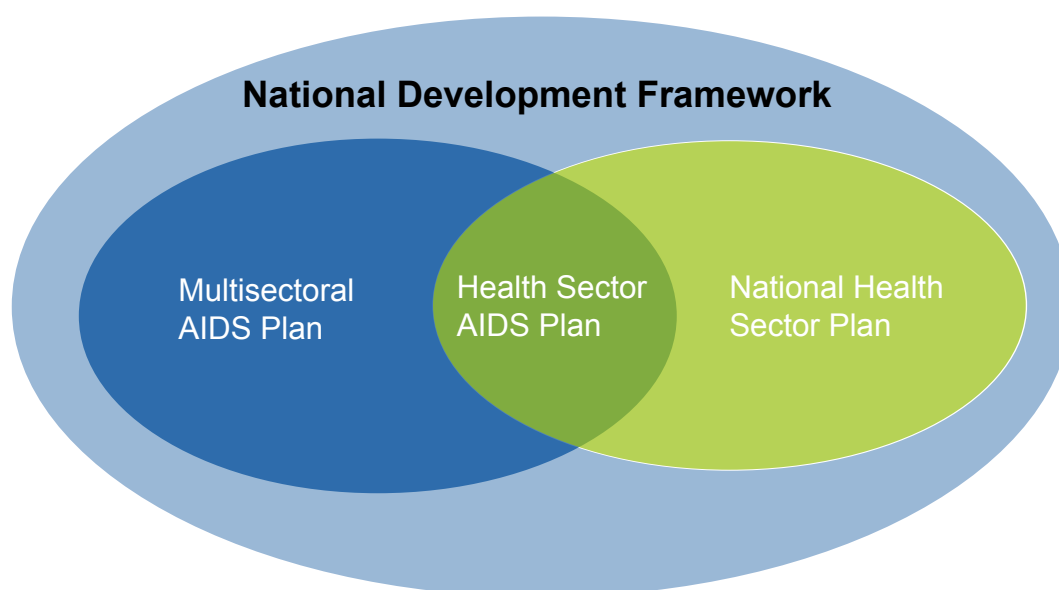 National Development Framework
Multisectoral
AIDS Plan
Health Sector
AIDS Plan
National Health
Sector Plan